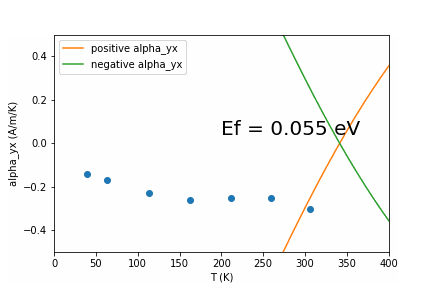 positive alpha_yx
negative alpha_yx
Ef = 0.055 eV
alpha_yx (A/m/K)
0.4
0.2
0.0
−0.2
−0.4
0 50 100 150 200 250 300 350 400
T (K)